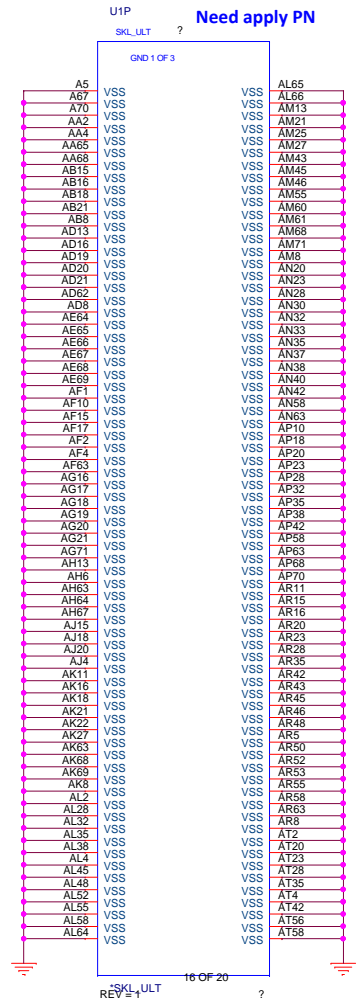 U1P
Need apply PN
SKL_ULT ?
GND 1 OF 3
A5 VSS VSS AL65
A67 VSS VSS AL66
A70 VSS VSS AM13
AA2 VSS VSS AM21
AA4 VSS VSS AM25
AA65 VSS VSS AM27
AA68 VSS VSS AM43
AB15 VSS VSS AM45
AB16 VSS VSS AM46
AB18 VSS VSS AM55
AB21 VSS VSS AM60
AB8 VSS VSS AM61
AD13 VSS VSS AM68
AD16 VSS VSS AM71
AD19 VSS VSS AM8
AD20 VSS VSS AN20
AD21 VSS VSS AN23
AD62 VSS VSS AN28
AD8 VSS VSS AN30
AE64 VSS VSS AN32
AE65 VSS VSS AN33
AE66 VSS VSS AN35
AE67 VSS VSS AN37
AE68 VSS VSS AN38
AE69 VSS VSS AN40
AF1 VSS VSS AN42
AF10 VSS VSS AN58
AF15 VSS VSS AN63
AF17 VSS VSS AP10
AF2 VSS VSS AP18
AF4 VSS VSS AP20
AF63 VSS VSS AP23
AG16 VSS VSS AP28
AG17 VSS VSS AP32
AG18 VSS VSS AP35
AG19 VSS VSS AP38
AG20 VSS VSS AP42
AG21 VSS VSS AP58
AG71 VSS VSS AP63
AH13 VSS VSS AP68
AH6 VSS VSS AP70
AH63 VSS VSS AR11
AH64 VSS VSS AR15
AH67 VSS VSS AR16
AJ15 VSS VSS AR20
AJ18 VSS VSS AR23
AJ20 VSS VSS AR28
AJ4 VSS VSS AR35
AK11 VSS VSS AR42
AK16 VSS VSS AR43
AK18 VSS VSS AR45
AK21 VSS VSS AR46
AK22 VSS VSS AR48
AK27 VSS VSS AR5
AK63 VSS VSS AR50
AK68 VSS VSS AR52
AK69 VSS VSS AR53
AK8 VSS VSS AR55
AL2 VSS VSS AR58
AL28 VSS VSS AR63
AL32 VSS VSS AR8
AL35 VSS VSS AT2
AL38 VSS VSS AT20
AL4 VSS VSS AT23
AL45 VSS VSS AT28
AL48 VSS VSS AT35
AL52 VSS VSS AT4
AL55 VSS VSS AT42
AL58 VSS VSS AT56
AL64 VSS VSS AT58
16 OF 20
*SKL_ULT
REV = 1 ?